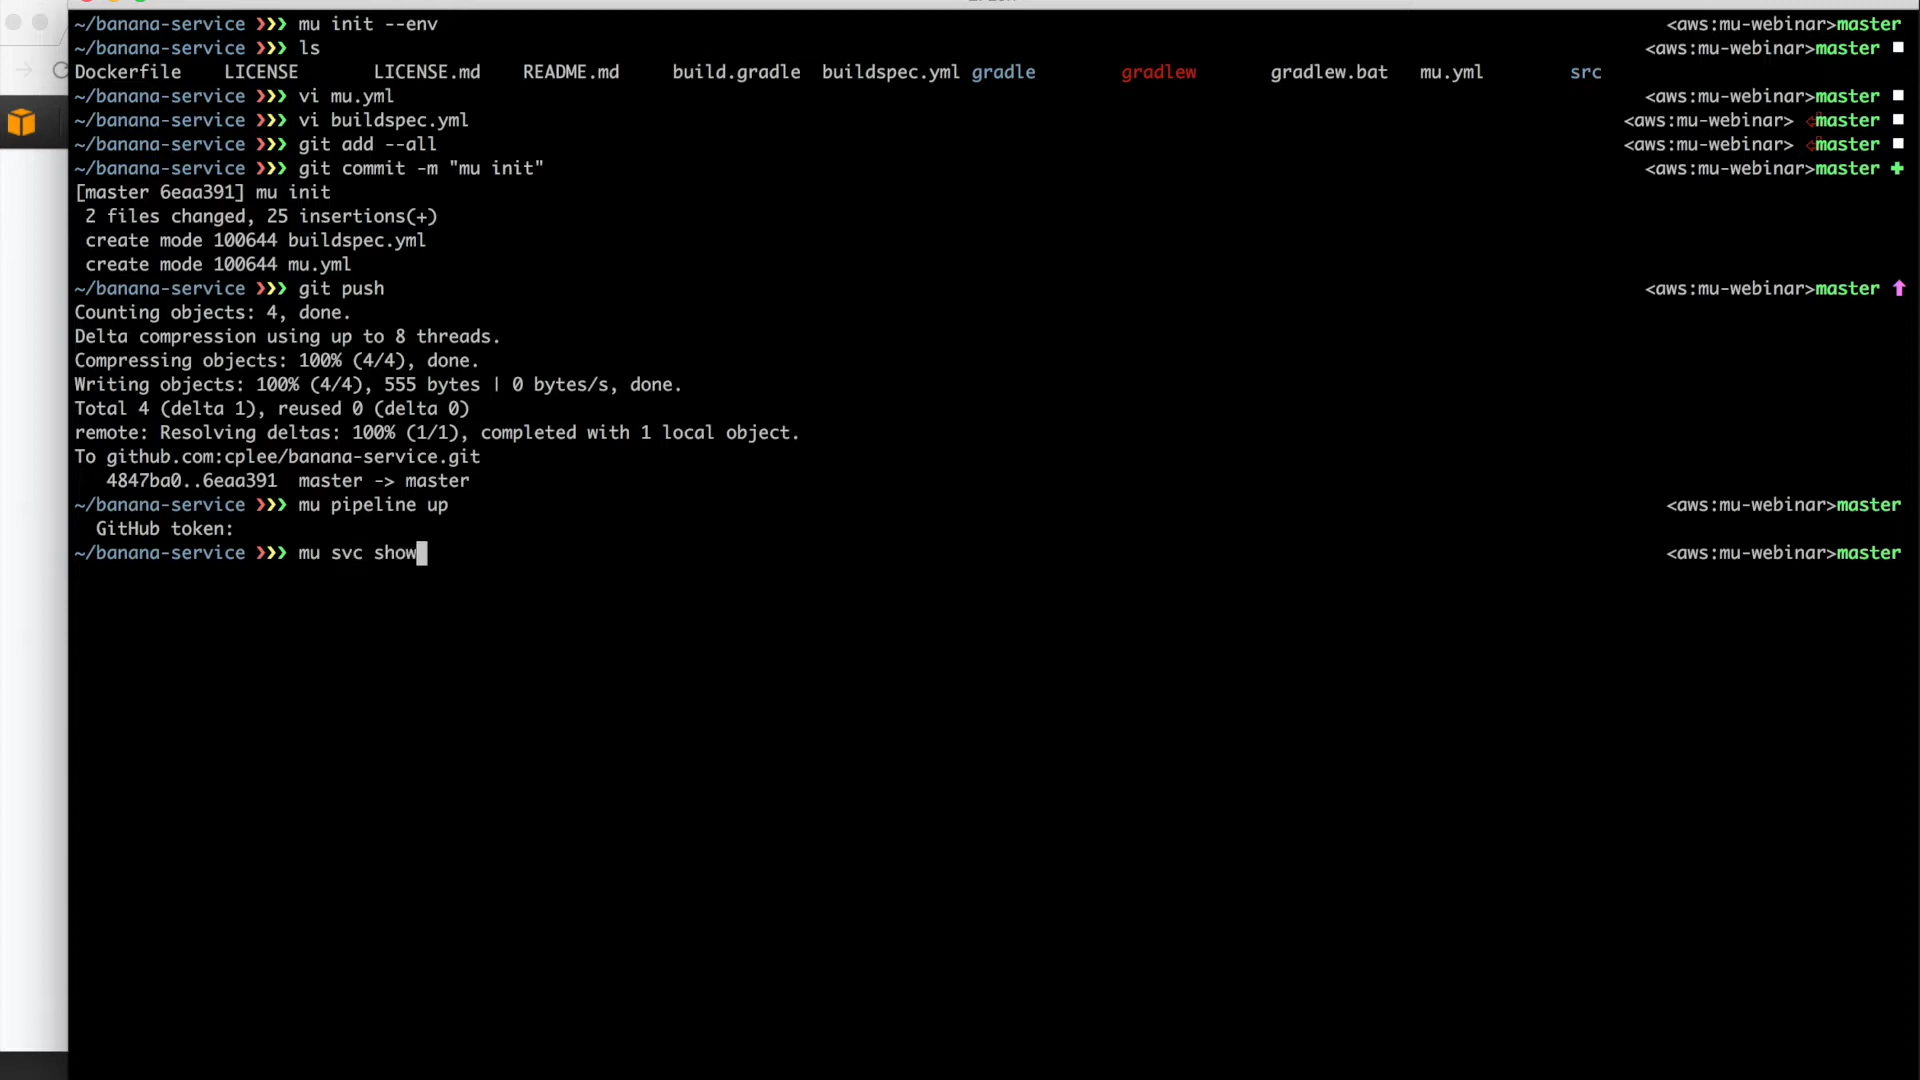 ~/banana-service ❯❯❯ mu init --env <aws:mu-webinar>master
~/banana-service ❯❯❯ ls <aws:mu-webinar>master ◼
Dockerfile LICENSE LICENSE.md README.md build.gradle buildspec.yml gradle gradlew gradlew.bat mu.yml src
~/banana-service ❯❯❯ vi mu.yml <aws:mu-webinar>master ◼
~/banana-service ❯❯❯ vi buildspec.yml <aws:mu-webinar> master ◼
~/banana-service ❯❯❯ git add --all <aws:mu-webinar> master ◼
~/banana-service ❯❯❯ git commit -m "mu init" <aws:mu-webinar>master ✚
[master 6eaa391] mu init
2 files changed, 25 insertions(+)
create mode 100644 buildspec.yml
create mode 100644 mu.yml
~/banana-service ❯❯❯ git push <aws:mu-webinar>master ⬆
Counting objects: 4, done.
Delta compression using up to 8 threads.
Compressing objects: 100% (4/4), done.
Writing objects: 100% (4/4), 555 bytes | 0 bytes/s, done.
Total 4 (delta 1), reused 0 (delta 0)
remote: Resolving deltas: 100% (1/1), completed with 1 local object.
To github.com:cplee/banana-service.git
4847ba0..6eaa391 master -> master
~/banana-service ❯❯❯ mu pipeline up <aws:mu-webinar>master
GitHub token:
~/banana-service ❯❯❯ mu svc show <aws:mu-webinar>master